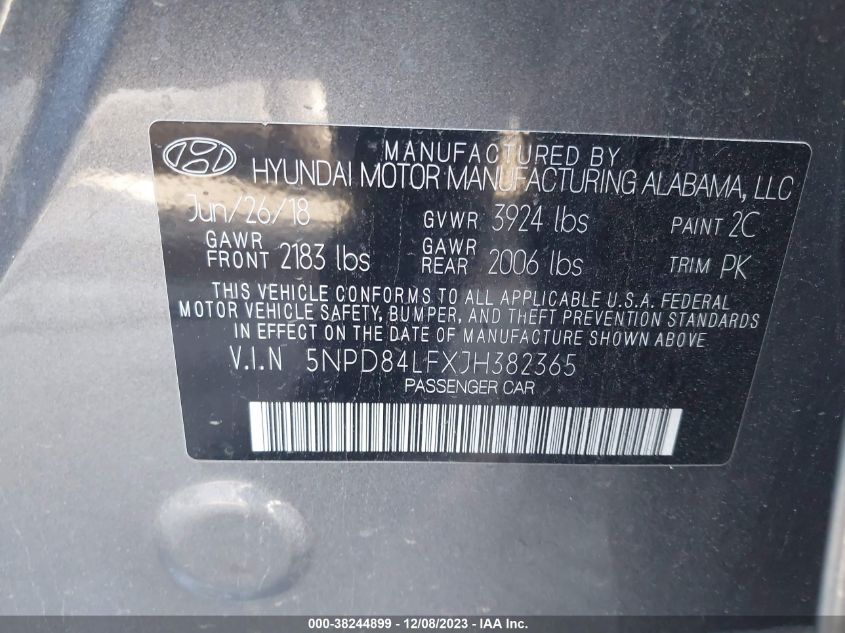 MANUFACTURED BY
HYUNDAI MOTOR MANUFACTURING ALABAMA, LLC
Jun/26/18 GVWR 3924 lbs PAINT 2C
GAWR FRONT 2183 lbs GAWR REAR 2006 lbs TRIM PK
THIS VEHICLE CONFORMS TO ALL APPLICABLE U.S.A. FEDERAL
MOTOR VEHICLE SAFETY, BUMPER, AND THEFT PREVENTION STANDARDS
IN EFFECT ON THE DATE OF MANUFACTURE SHOWN ABOVE
V.I.N 5NPD84LFXJH382365
PASSENGER CAR
000-38244899 - 12/08/2023 - IAA Inc.